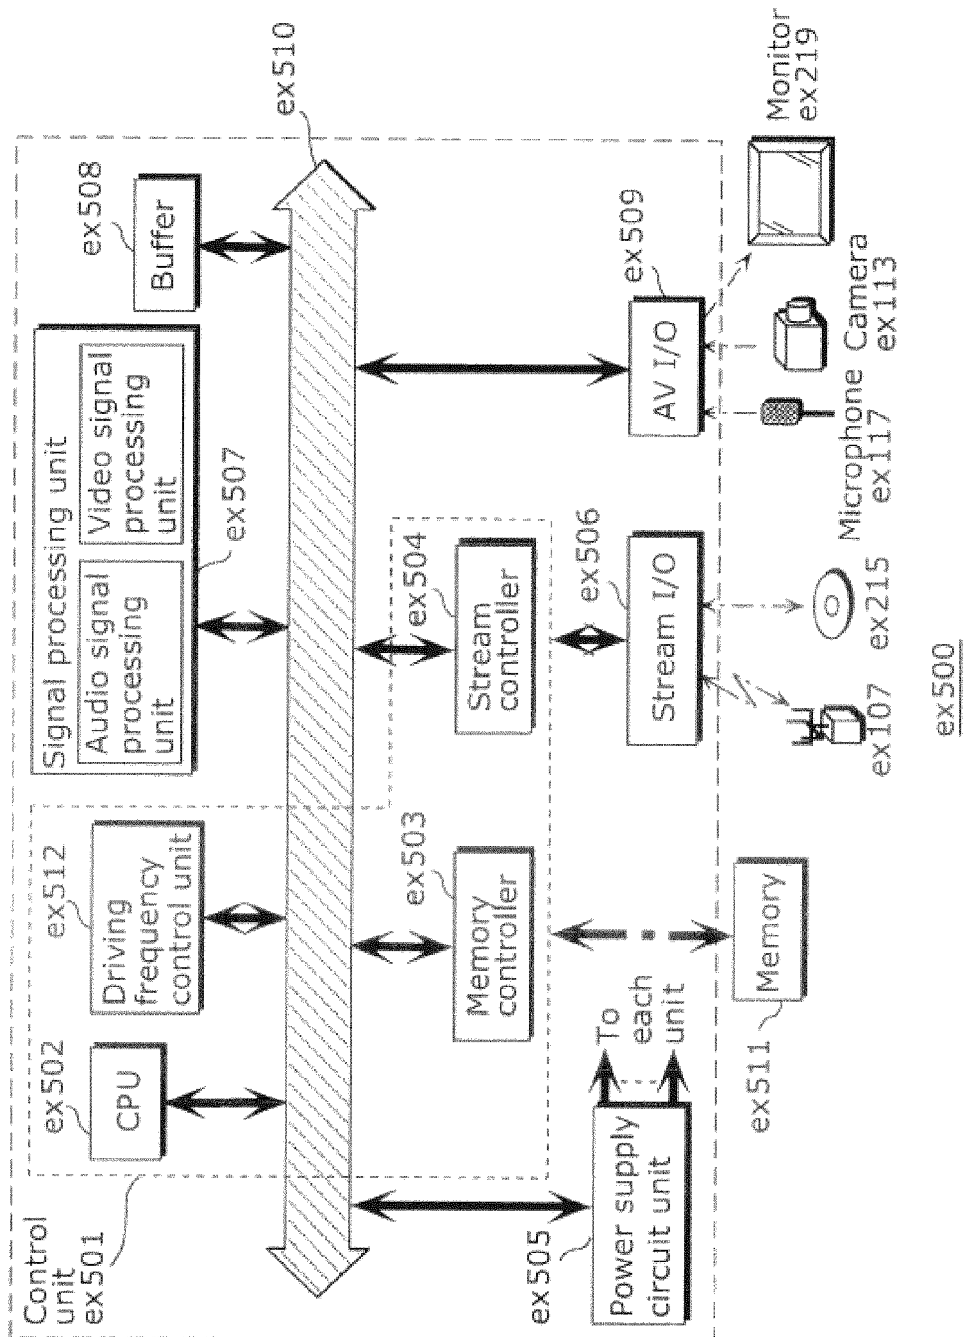 Control
unit
ex501
ex502
CPU
ex512
Driving
frequency
control unit
Signal processing unit
Audio signal
processing
unit
Video signal
processing
unit
ex507
ex508
Buffer
ex510
ex503
Memory
controller
ex504
Stream
controller
ex505
Power supply
circuit unit
To
each
unit
ex506
Stream I/O
ex509
AV I/O
ex511
Memory
ex107
ex215
Microphone
ex117
Camera
ex113
Monitor
ex219
ex500